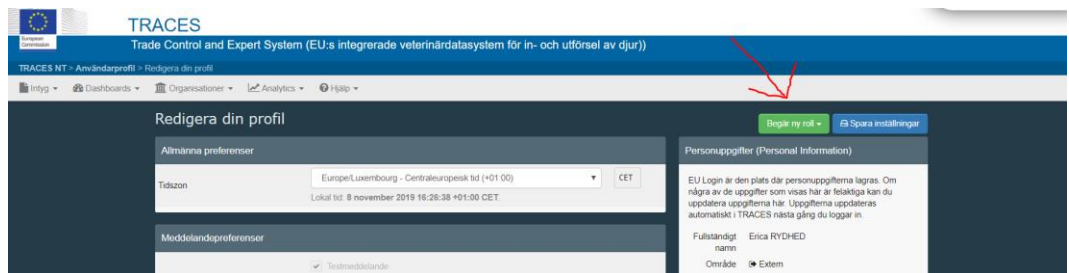 European
Commission
TRACES
Trade Control and Expert System (EU:s integrerade veterinärdatasystem för in- och utförsel av djur))
TRACES NT > Användarprofil > Redigera din profil
Intyg Dashboards Organisationer Analytics Hjälp
Redigera din profil
Begär ny roll Spara inställningar
Allmänna preferenser
Tidszon
Europe/Luxembourg - Centraleuropeisk tid (+01:00) CET
Lokal tid: 8 november 2019 16:26:38 +01:00 CET
Meddelandepreferenser
Testmeddelande
Personuppgifter (Personal Information)
EU Login är den plats där personuppgifterna lagras. Om
några av de uppgifter som visas här är felaktiga kan du
uppdatera uppgifterna här. Uppgifterna uppdateras
automatiskt i TRACES nästa gång du loggar in.
Fullständigt namn Erica RYDHED
Område Extern